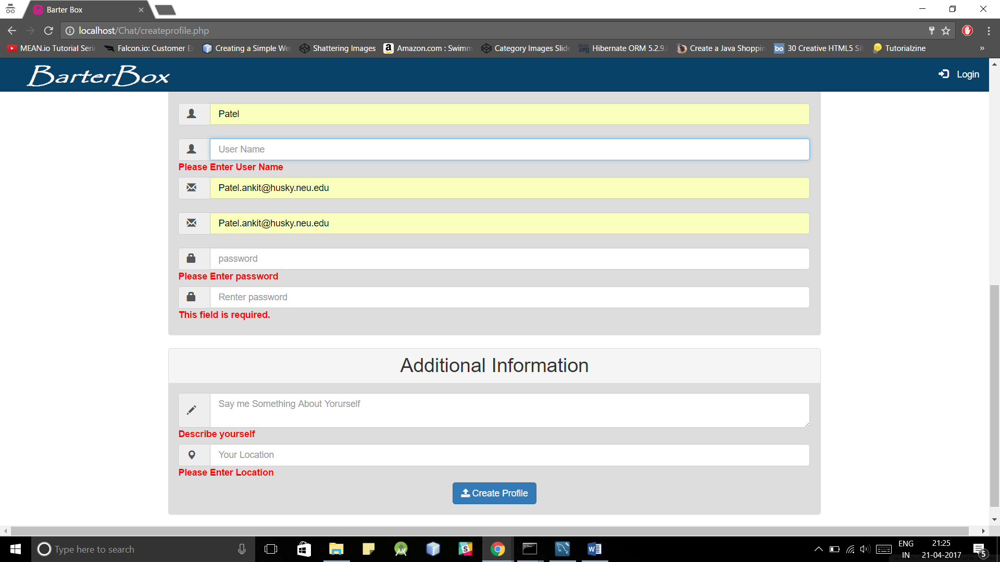 Barter Box
localhost/Chat/createprofile.php
MEAN.io Tutorial Seri
Falcon.io: Customer E
Creating a Simple We
Shattering Images
Amazon.com : Swimm
Category Images Slide
Hibernate ORM 5.2.9.
Create a Java Shoppin
bo 30 Creative HTML5 Si
Tutorialzine
»
BarterBox
Login
Patel
User Name
Please Enter User Name
Patel.ankit@husky.neu.edu
Patel.ankit@husky.neu.edu
password
Please Enter password
Renter password
This field is required.
Additional Information
Say me Something About Yorurself
Describe yourself
Your Location
Please Enter Location
Create Profile
Type here to search
ENG
IN
21:25
21-04-2017
5